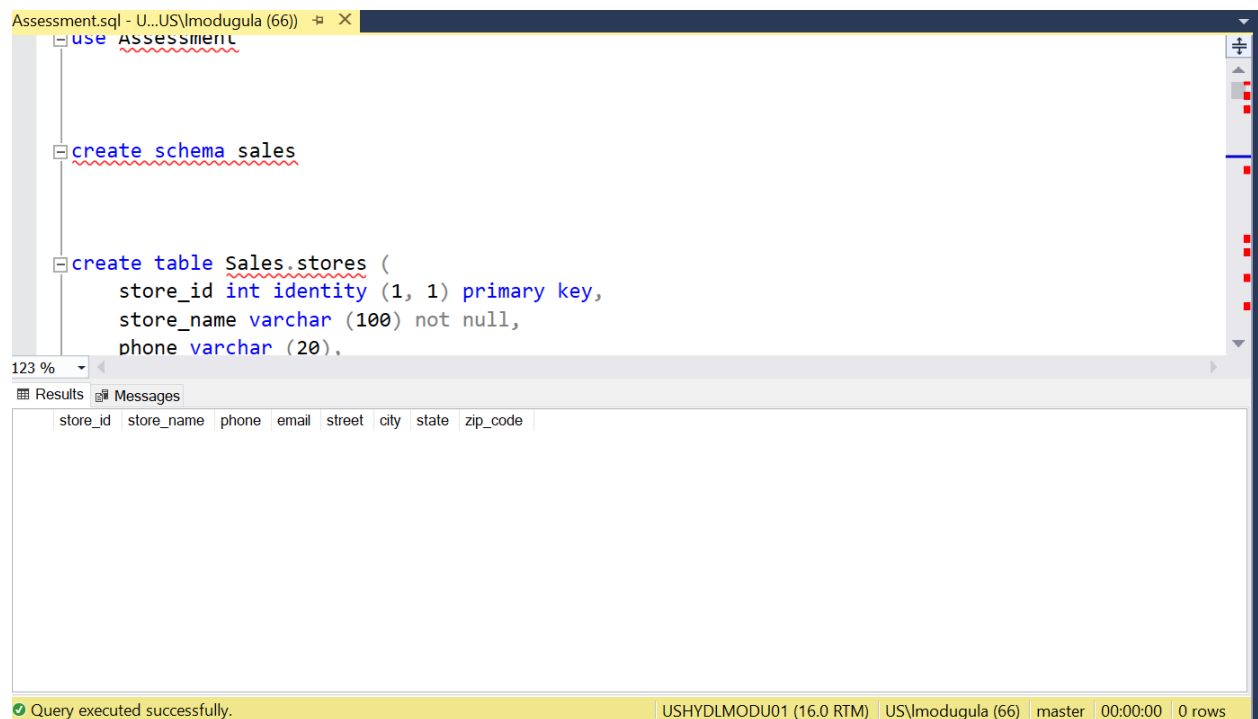 Assessment.sql - U...US\lmodugula (66))
use Assessment
create schema sales
create table Sales.stores (
store_id int identity (1, 1) primary key,
store_name varchar (100) not null,
phone varchar (20),
123 %
Results Messages
store_id store_name phone email street city state zip_code
Query executed successfully. USHYDLMODU01 (16.0 RTM) US\lmodugula (66) master 00:00:00 0 rows